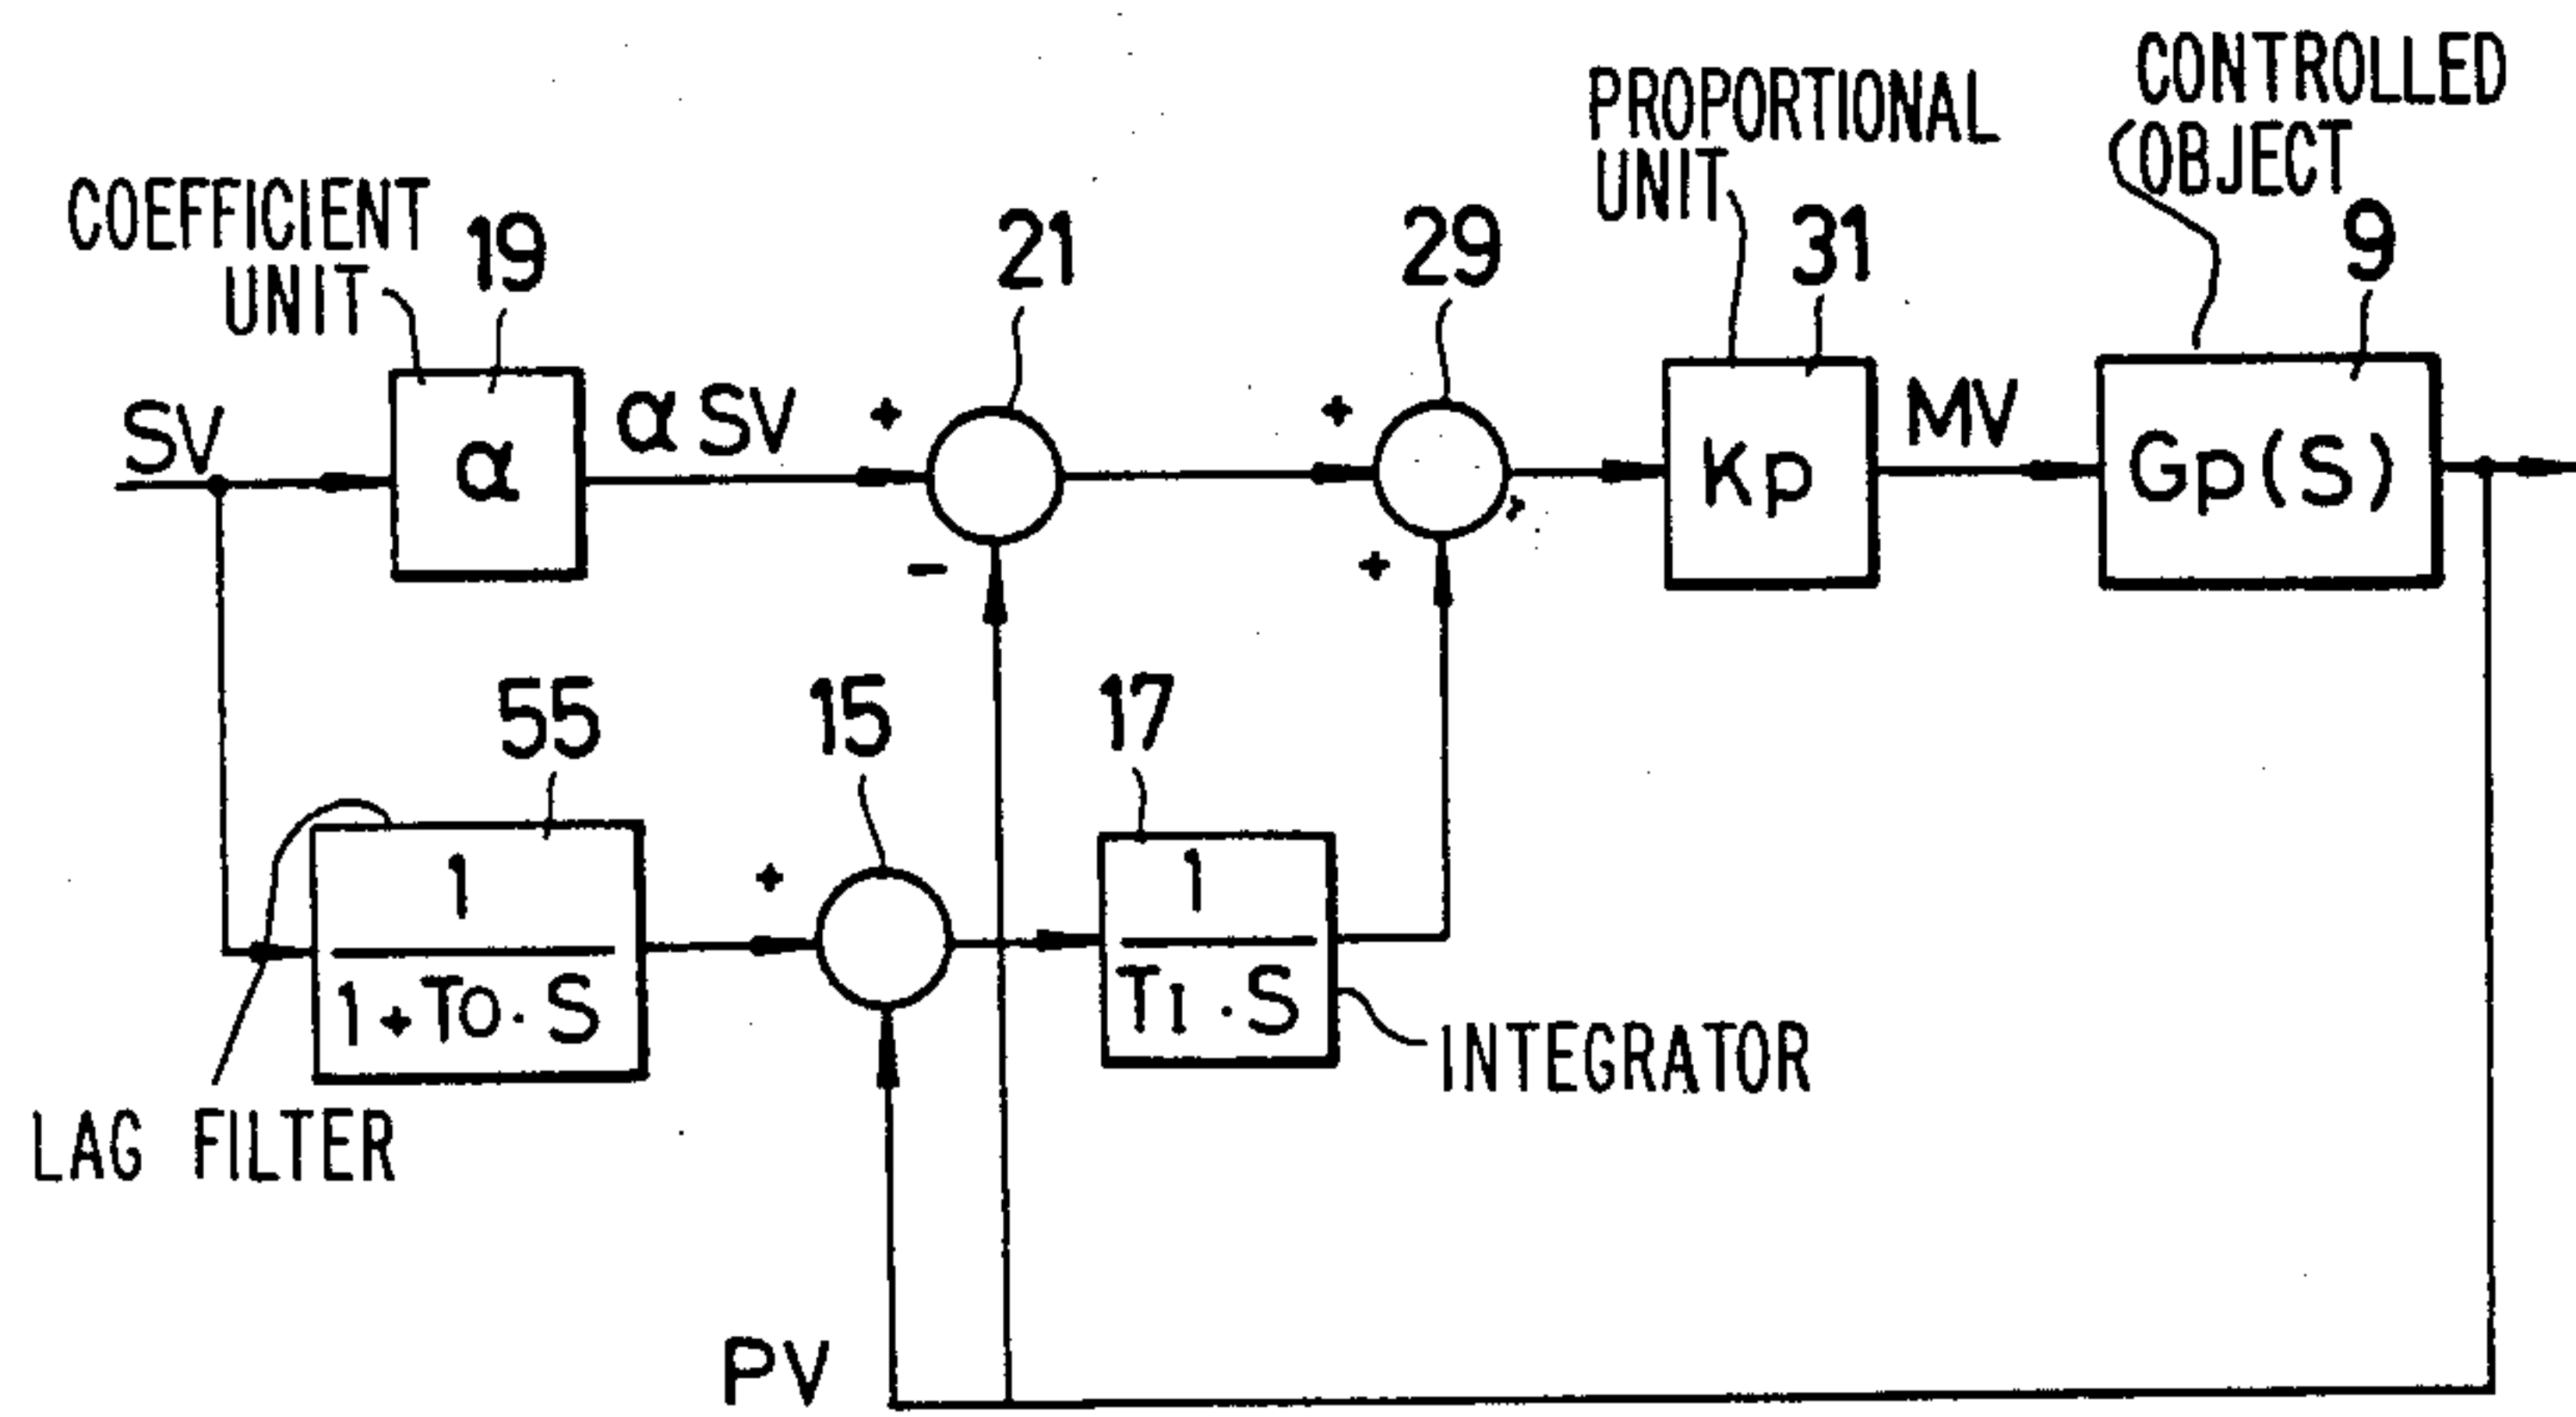 CONTROLLED
OBJECT
PROPORTIONAL
UNIT
COEFFICIENT
UNIT
19
21
29
31
9
SV
α
α SV
+
-
+
+
Kp
MV
Gp(S)
55
15
17
1
1+To·S
+
1
TI·S
INTEGRATOR
LAG FILTER
PV